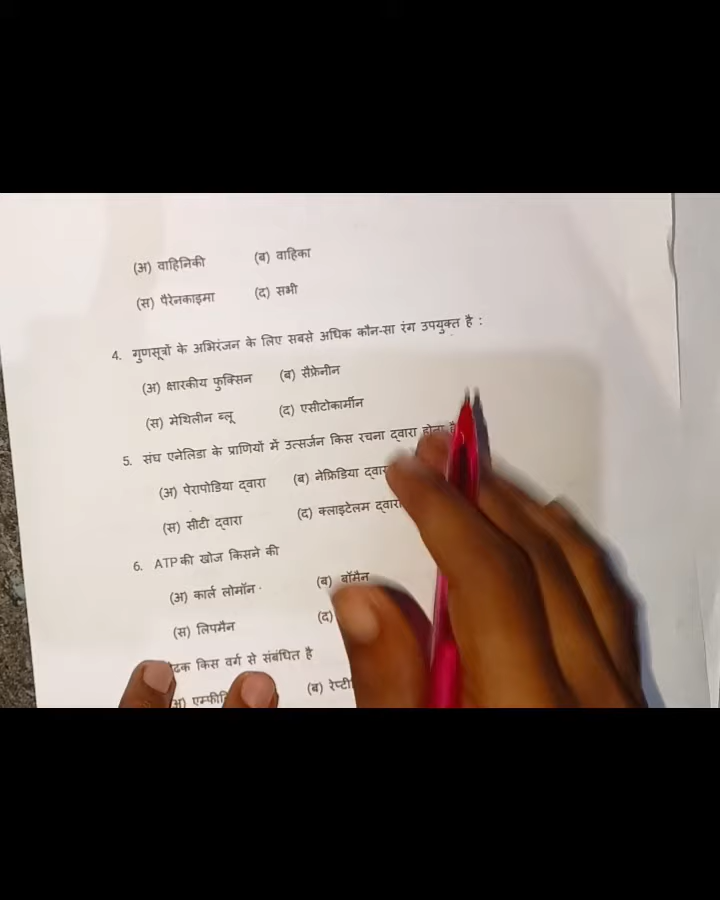 (अ) वाहिनिकी (ब) वाहिका
(स) पैरेनकाइमा (द) सभी
4. गुणसूत्रों के अभिरंजन के लिए सबसे अधिक कौन-सा रंग उपयुक्त है :
(अ) क्षारकीय फुक्सिन (ब) सैफ्रेनीन
(स) मेथिलीन ब्लू (द) एसीटोकार्मीन
5. संघ एनेलिडा के प्राणियों में उत्सर्जन किस रचना द्वारा होता है
(अ) पेरापोडिया द्वारा (ब) नेफ्रिडिया द्वारा
(स) सीटी द्वारा (द) क्लाइटेलम द्वारा
6. ATP की खोज किसने की
(अ) कार्ल लोमॉन (ब) बॉमैन
(स) लिपमैन (द)
किस वर्ग से संबंधित है
(ब)